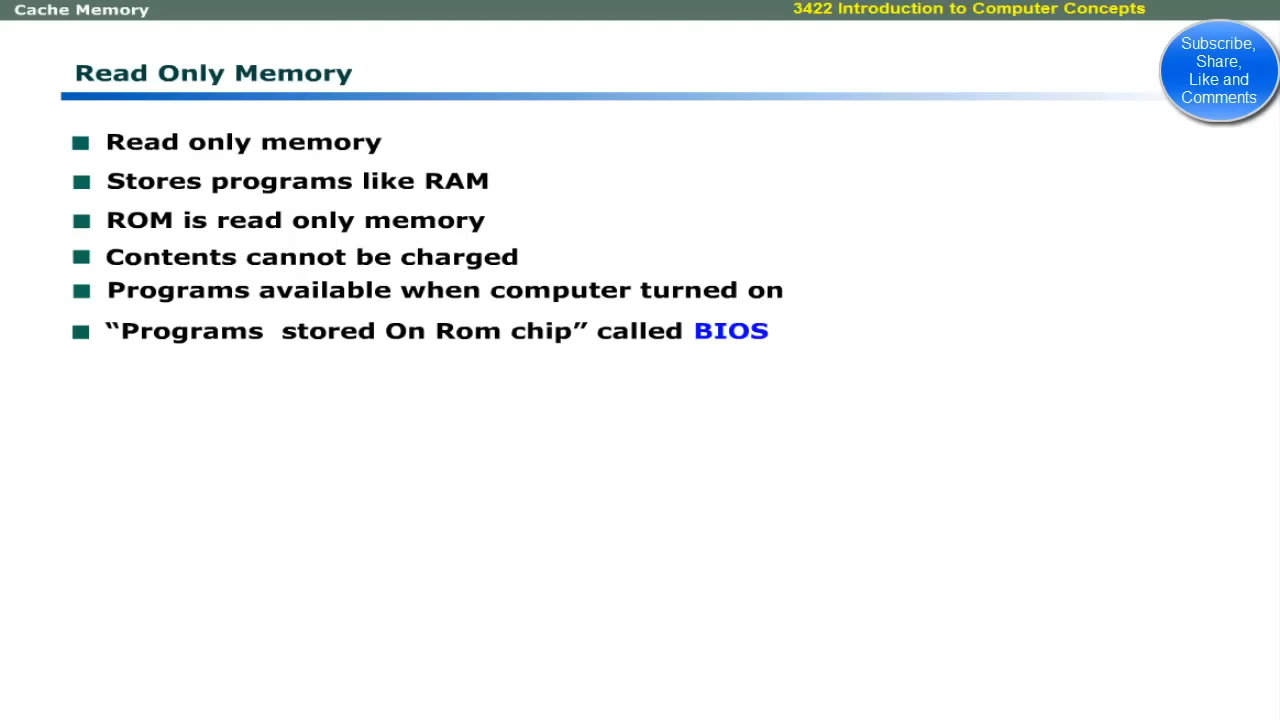 Cache Memory
3422 Introduction to Computer Concepts
Subscribe,
Share,
Like and
Comments
Read Only Memory
Read only memory
Stores programs like RAM
ROM is read only memory
Contents cannot be charged
Programs available when computer turned on
“Programs stored On Rom chip” called BIOS